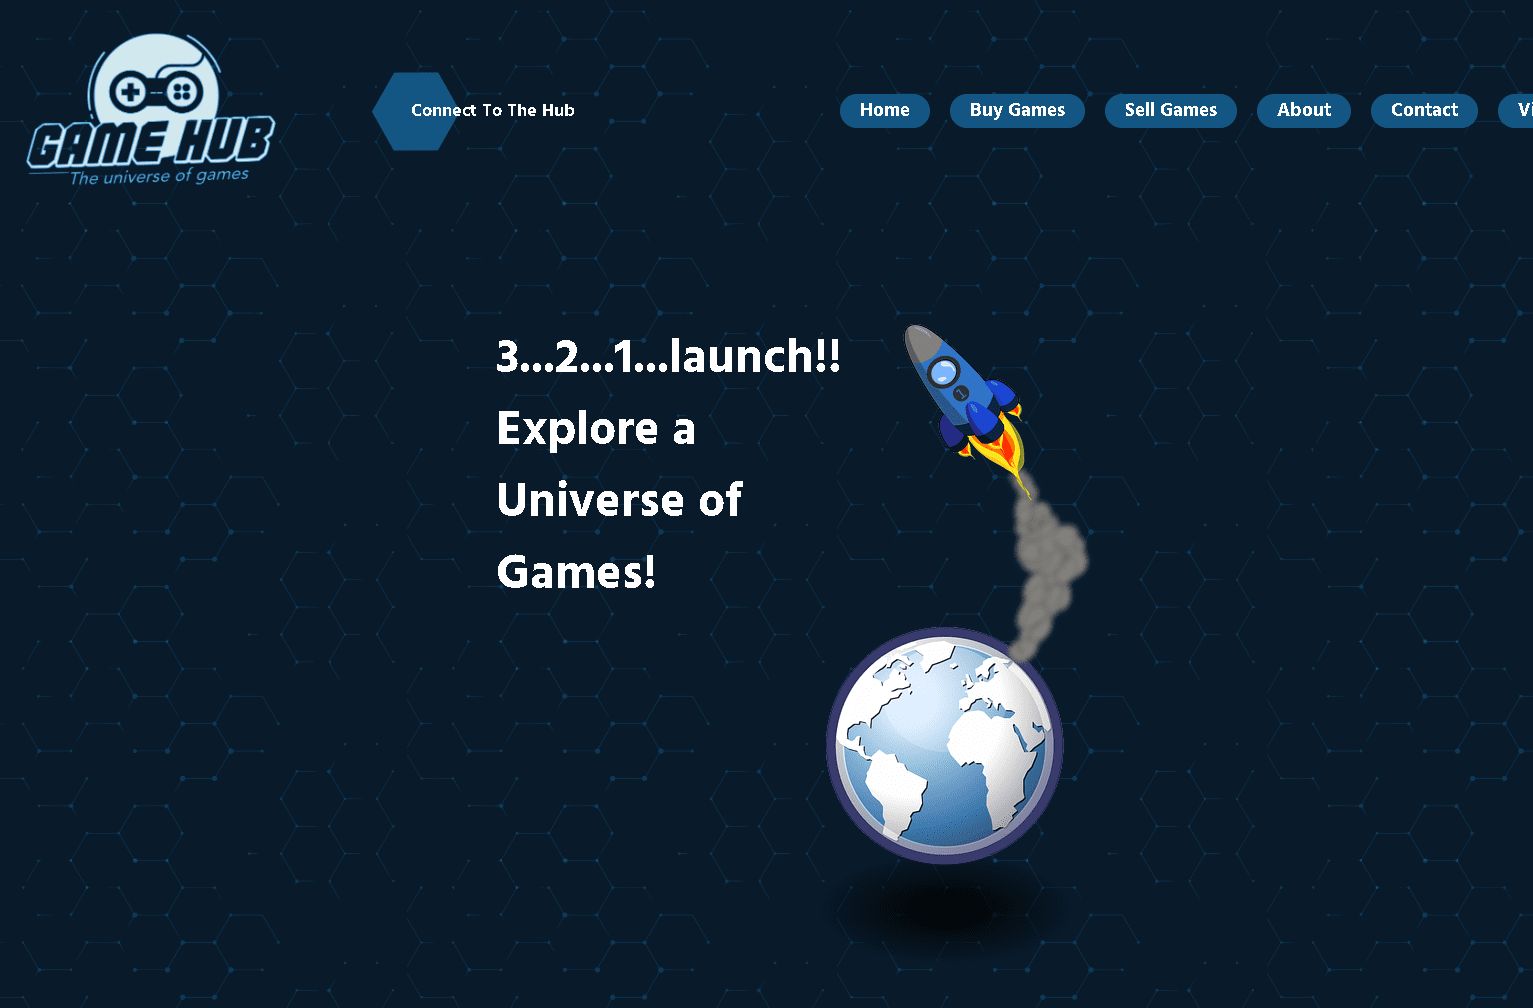 GAME HUB
The universe of games
Connect To The Hub
Home
Buy Games
Sell Games
About
Contact
Vi
3...2...1...launch!!
Explore a
Universe of
Games!
1